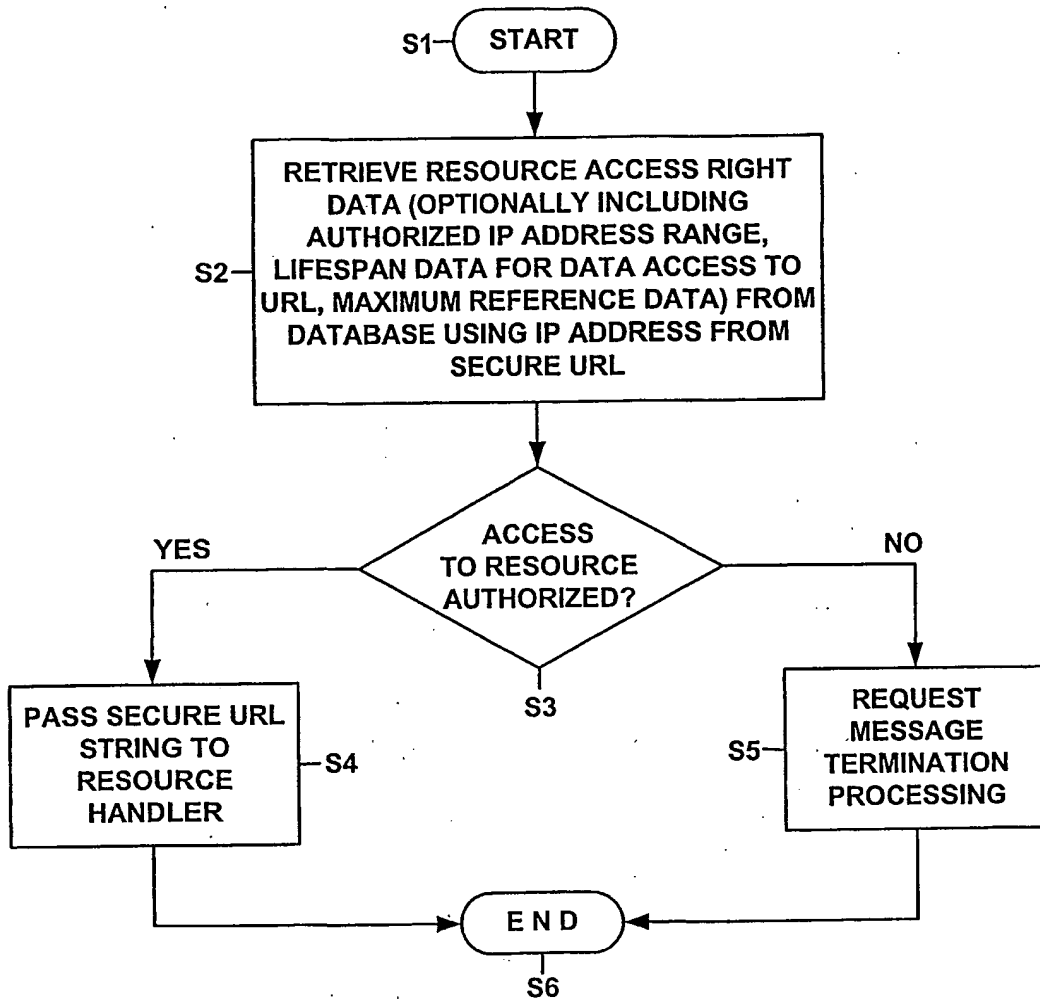 S1
START
RETRIEVE RESOURCE ACCESS RIGHT
DATA (OPTIONALLY INCLUDING
AUTHORIZED IP ADDRESS RANGE,
LIFESPAN DATA FOR DATA ACCESS TO
URL, MAXIMUM REFERENCE DATA) FROM
DATABASE USING IP ADDRESS FROM
SECURE URL
S2
ACCESS
TO RESOURCE
AUTHORIZED?
YES
NO
S3
PASS SECURE URL
STRING TO
RESOURCE
HANDLER
S4
REQUEST
MESSAGE
TERMINATION
PROCESSING
S5
E N D
S6